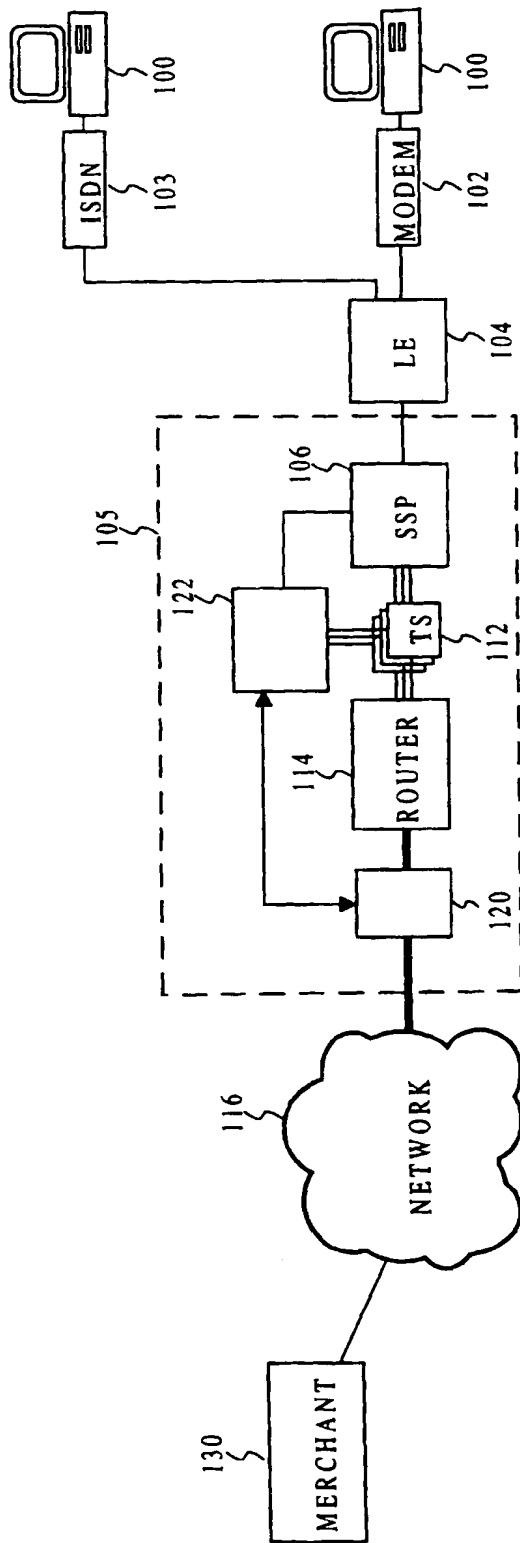 130
MERCHANT
116
NETWORK
105
120
114
ROUTER
122
TS
112
106
SSP
LE
104
ISDN
103
MODEM
102
100
100